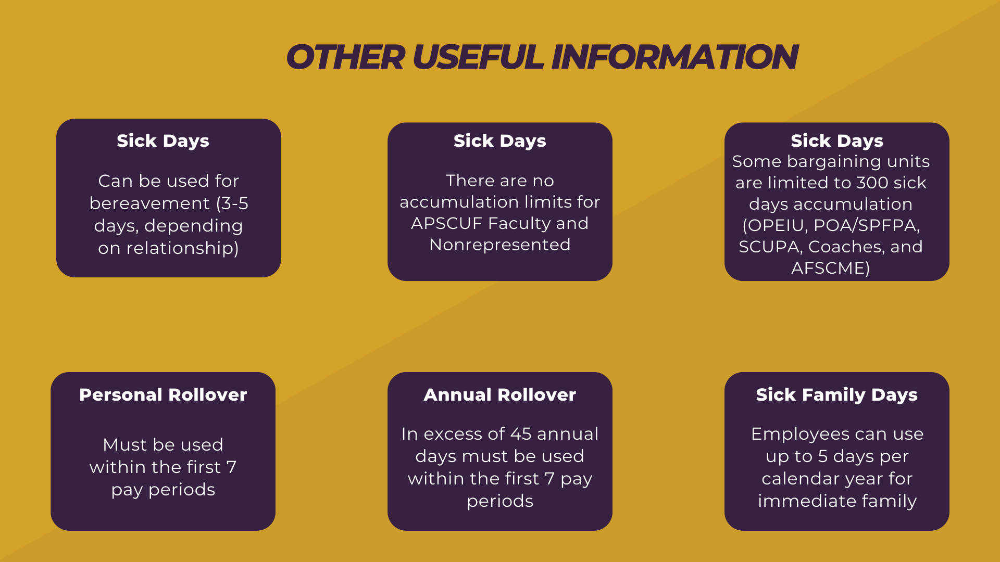 OTHER USEFUL INFORMATION
Sick Days
Can be used for
bereavement (3-5
days, depending
on relationship)
Sick Days
There are no
accumulation limits for
APSCUF Faculty and
Nonrepresented
Sick Days
Some bargaining units
are limited to 300 sick
days accumulation
(OPEIU, POA/SPFPA,
SCUPA, Coaches, and
AFSCME)
Personal Rollover
Must be used
within the first 7
pay periods
Annual Rollover
In excess of 45 annual
days must be used
within the first 7 pay
periods
Sick Family Days
Employees can use
up to 5 days per
calendar year for
immediate family